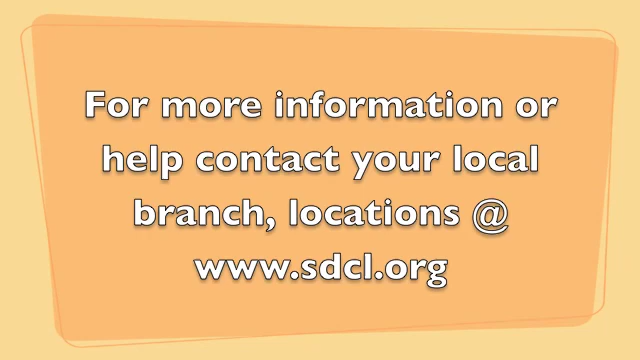 For more information or
help contact your local
branch, locations @
www.sdcl.org